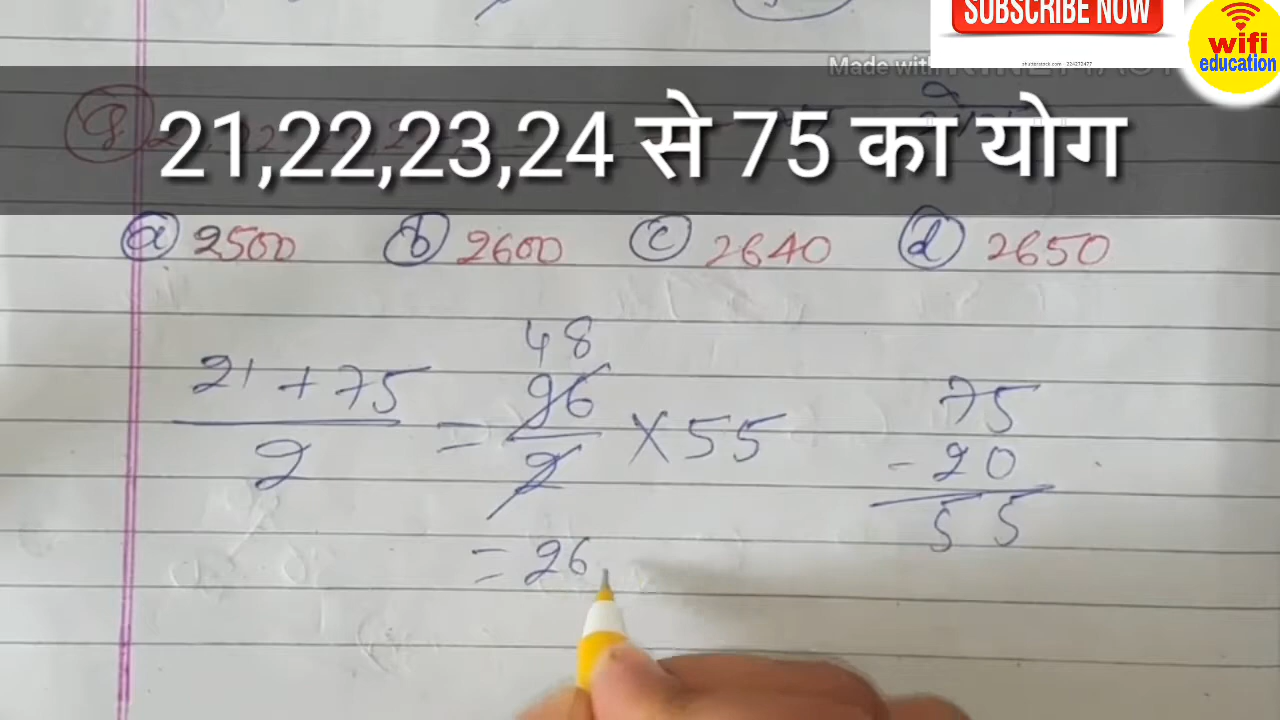 SUBSCRIBE NOW
wifi
education
Made with
21,22,23,24 से 75 का योग
a 2500 b 2600 c 2640 d 2650
48
21 + 75 96 75
2 = 2 × 55 - 20
55
= 26